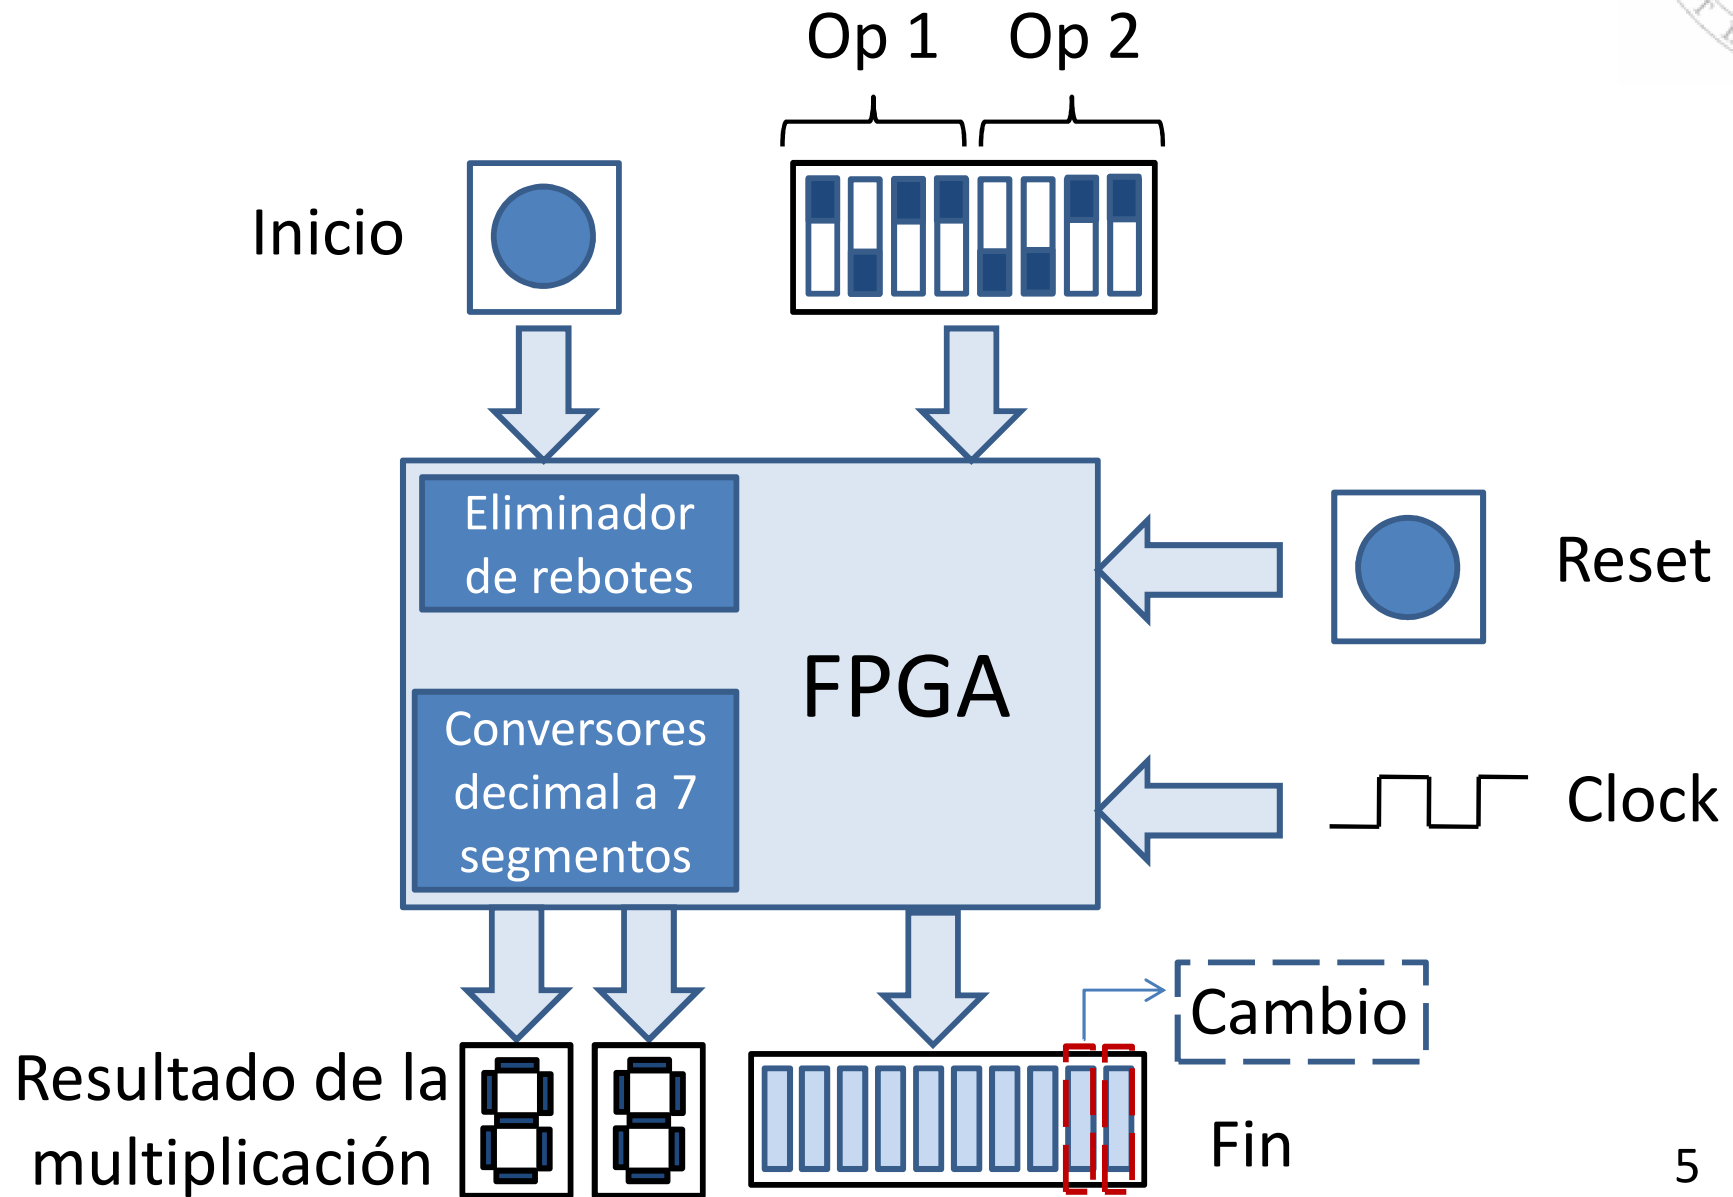 Op 1 Op 2
Inicio
Eliminador
de rebotes
FPGA
Reset
Conversores
decimal a 7
segmentos
Clock
Cambio
Resultado de la
multiplicación
Fin
5